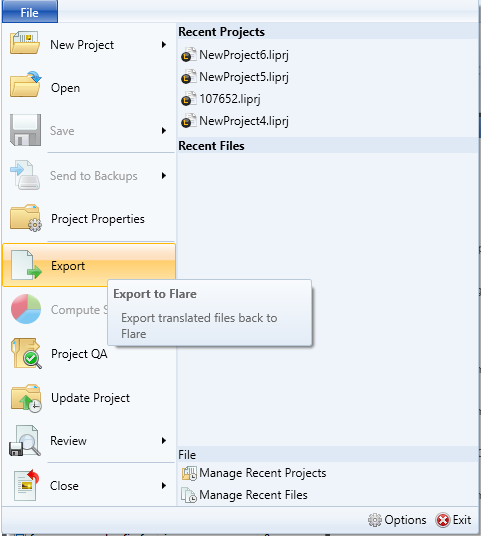 File
New Project
Open
Save
Send to Backups
Project Properties
Export
Export to Flare
Export translated files back to
Flare
Compute S
Project QA
Update Project
Review
Close
Recent Projects
NewProject6.liprj
NewProject5.liprj
107652.liprj
NewProject4.liprj
Recent Files
File
Manage Recent Projects
Manage Recent Files
Options
Exit